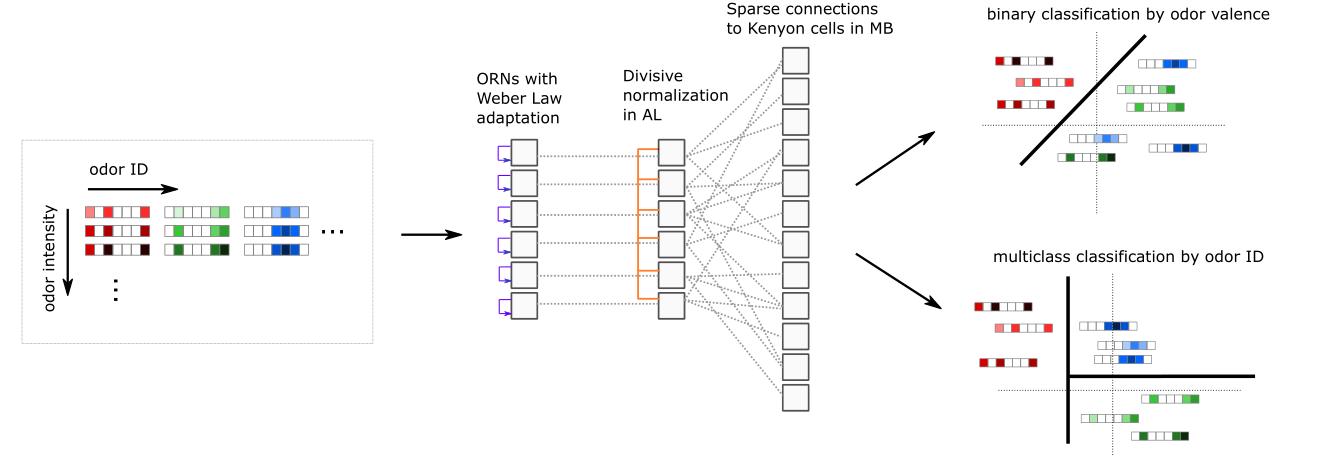 odor ID
odor intensity
...
...
ORNs with
Weber Law
adaptation
Divisive
normalization
in AL
Sparse connections
to Kenyon cells in MB
binary classification by odor valence
multiclass classification by odor ID